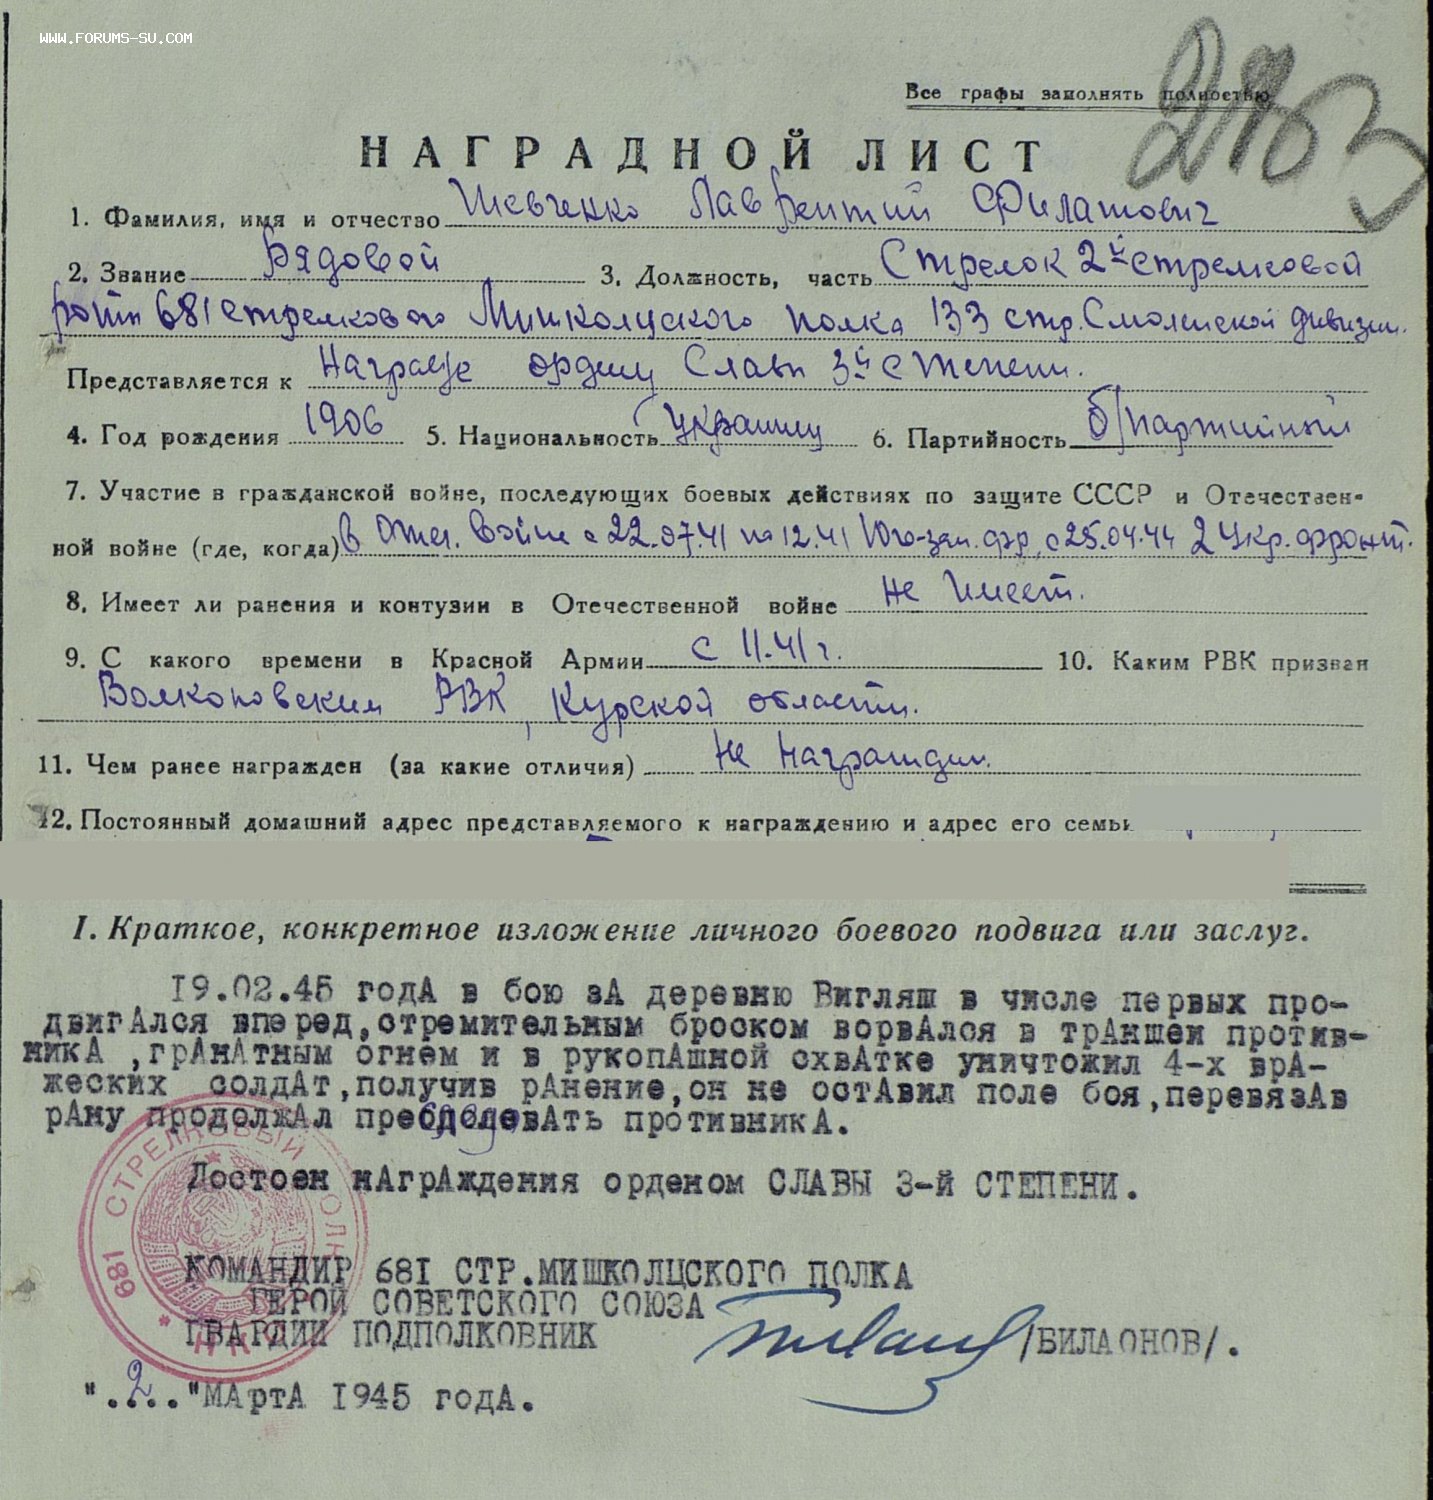 WWW.FORUMS-SU.COM
2163
Все графы заполнять полностью
НАГРАДНОЙ ЛИСТ
1. Фамилия, имя и отчество Шевченко Лаврентий Филатович
2. Звание Рядовой 3. Должность, часть Стрелок 2й стрелковой
роты 681 стрелкового Мишколцского полка 133 стр. Смоленской дивизии.
Представляется к Награде ордену Славы 3й степени.
4. Год рождения 1906 5. Национальность Украинец 6. Партийность б/партийный
7. Участие в гражданской войне, последующих боевых действиях по защите СССР и Отечествен-
ной войне (где, когда) в Отеч. войне с 22.07.41 по 12.41 Юго-зап. фр, с 25.04.44 2 Укр. фронт.
8. Имеет ли ранения и контузии в Отечественной войне Не имеет.
9. С какого времени в Красной Армии с 11.41 г. 10. Каким РВК призван
Волконовским РВК, Курской области.
11. Чем ранее награжден (за какие отличия) Не награжден.
12. Постоянный домашний адрес представляемого к награждению и адрес его семьи
I. Краткое, конкретное изложение личного боевого подвига или заслуг.
19.02.45 годА в бою зА деревню Вигляш в числе первых про-
двигАлся вперед,стремительным броском ворвАлся в трАншеи против-
никА ,грАнАтным огнем и в рукопАшной схвАтке уничтожил 4-х врА-
жеских солдАт,получив рАнение,он не остАвил поле боя,перевязАв
рАну продолжАл преследовАть противникА.
Достоен нАгрАждения орденом СЛАВЫ 3-й СТЕПЕНИ.
681 СТРЕЛКОВЫЙ ПОЛК * НКО *
КОМАНДИР 681 СТР.МИШКОЛЦСКОГО ПОЛКА
ГЕРОЙ СОВЕТСКОГО СОЮЗА
ГВАРДИИ ПОДПОЛКОВНИК /БИЛАОНОВ/.
".2.."МАртА 1945 годА.